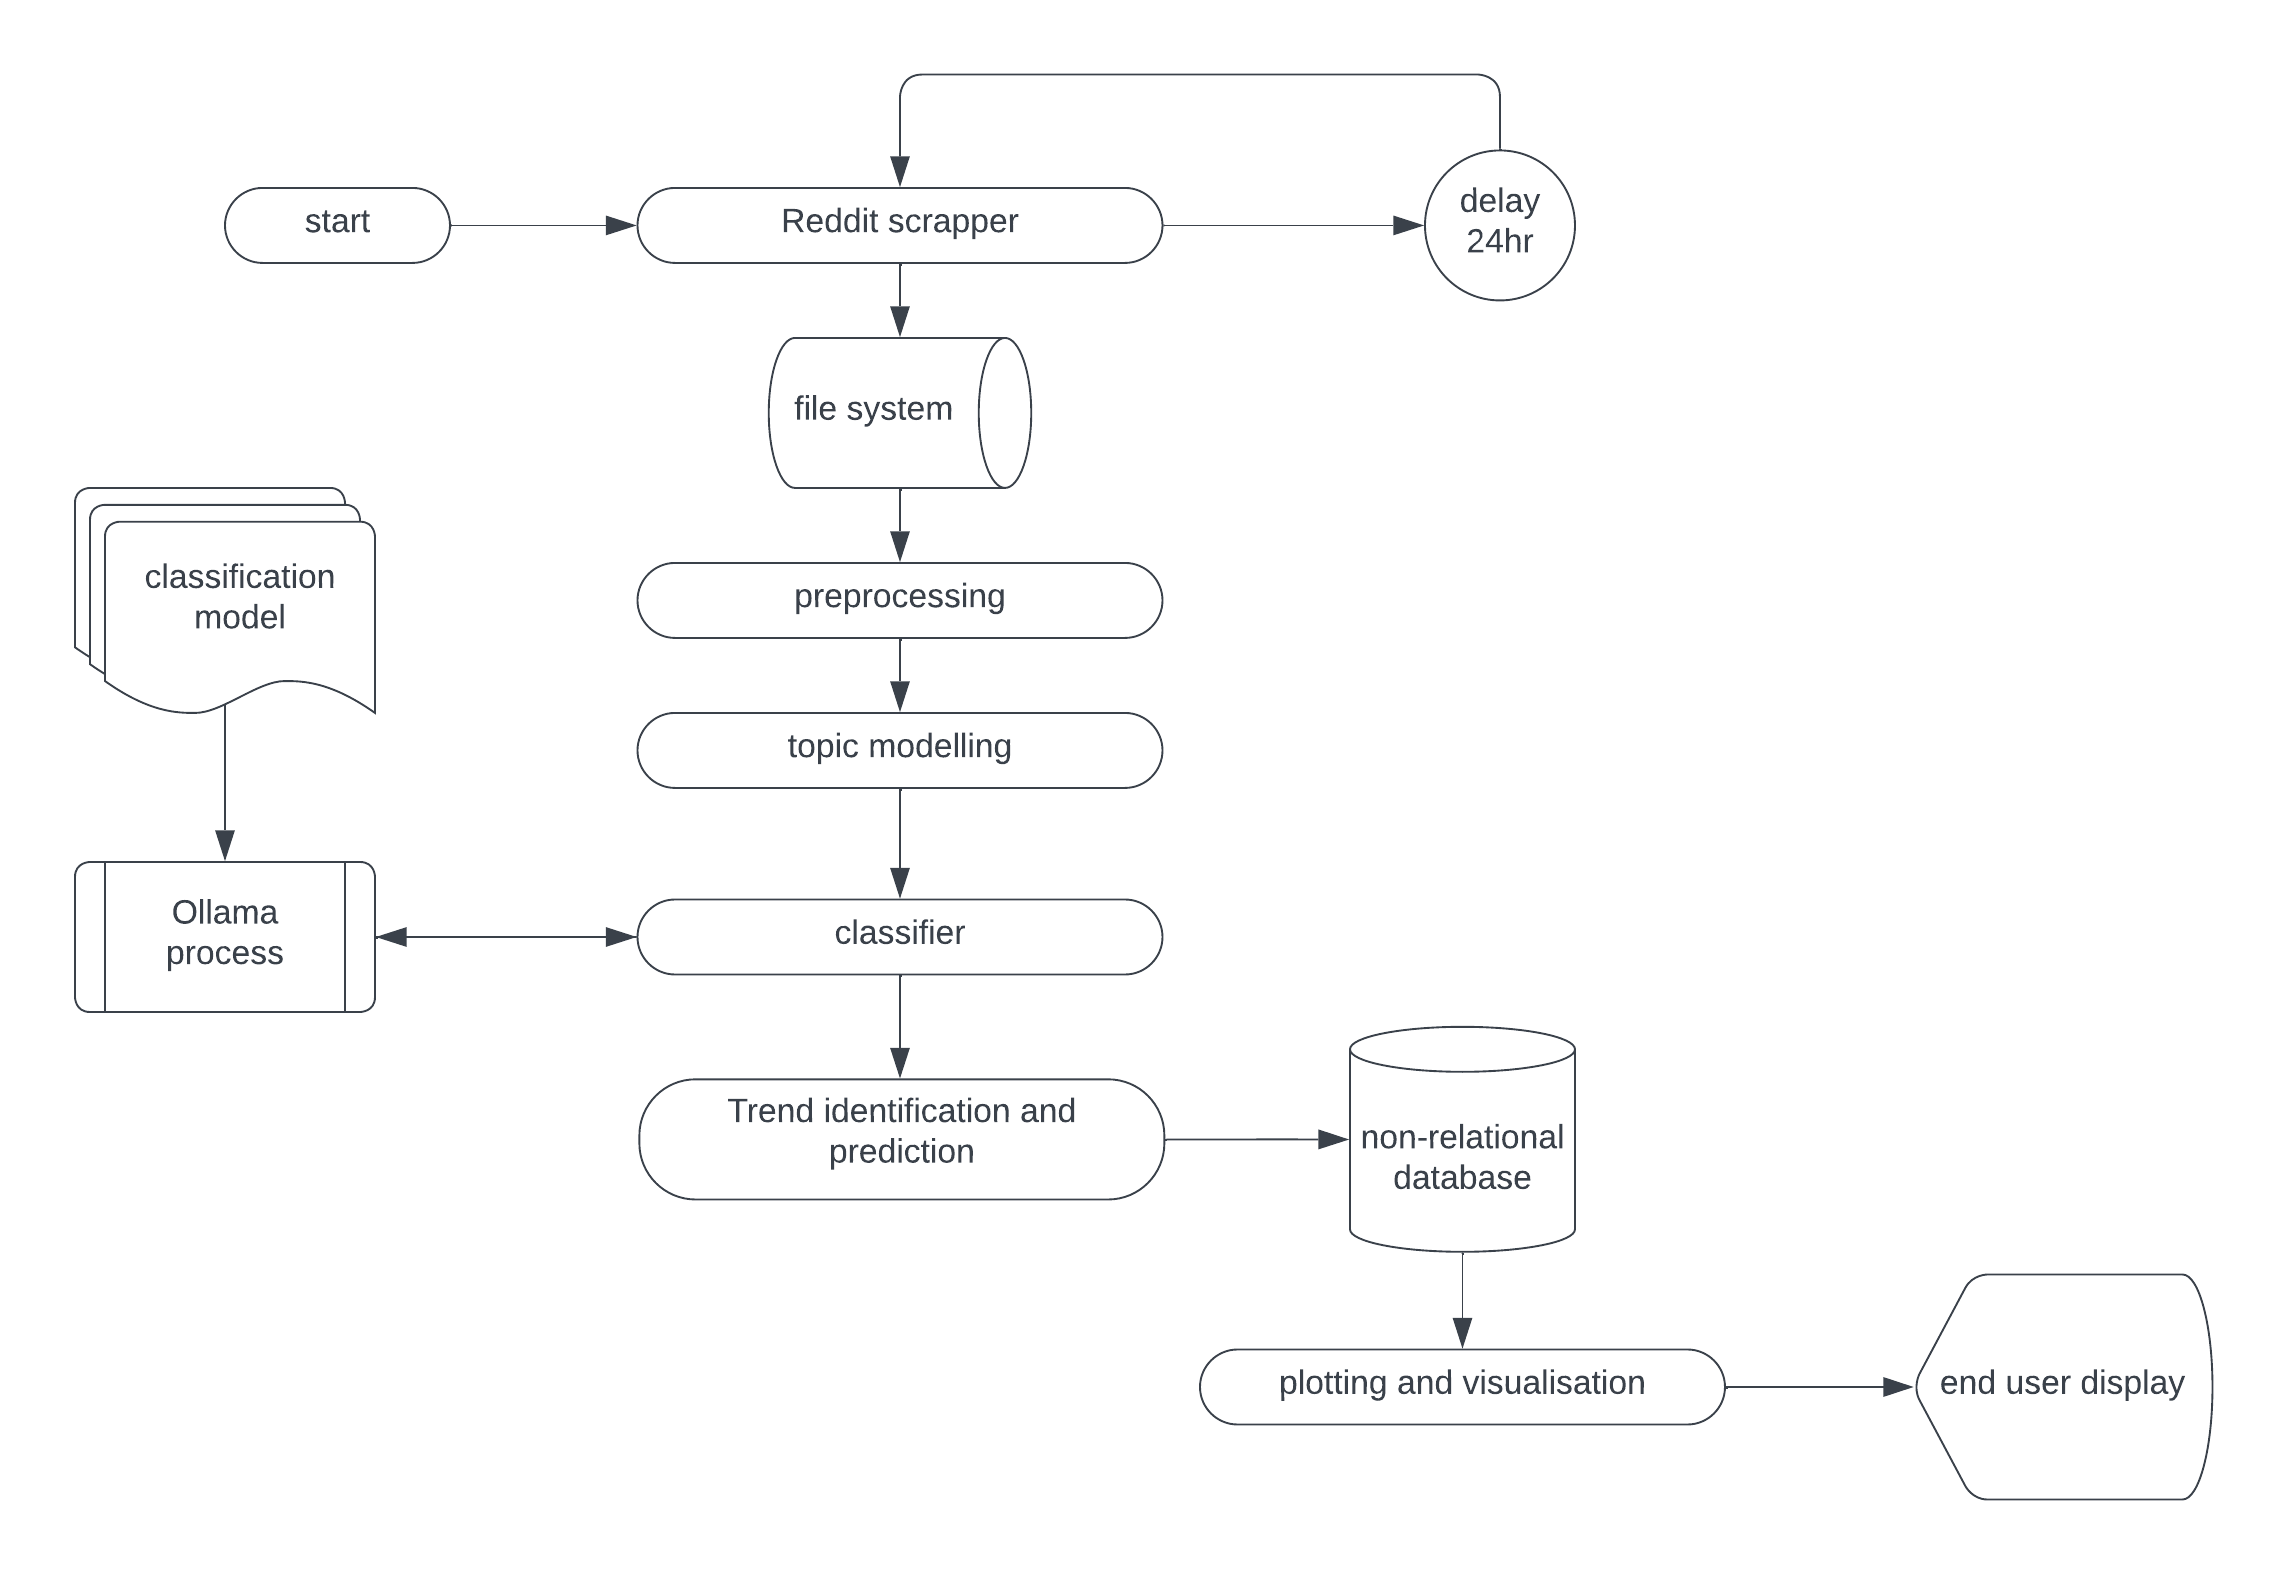 start
Reddit scrapper
delay
24hr
file system
classification
model
preprocessing
topic modelling
Ollama
process
classifier
Trend identification and
prediction
non-relational
database
plotting and visualisation
end user display